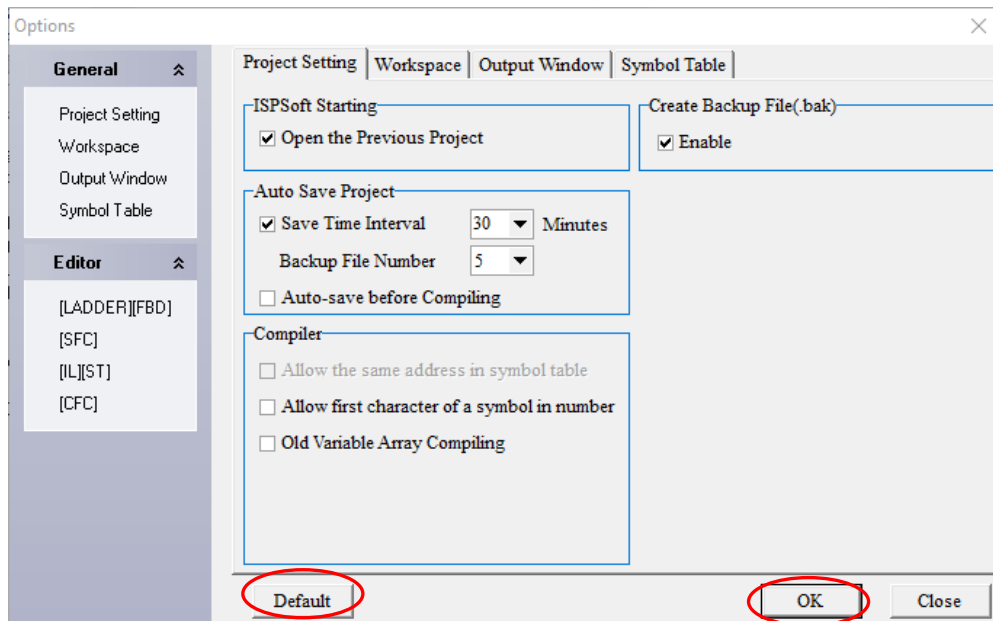 Options
General
Project Setting
Workspace
Output Window
Symbol Table
Editor
[LADDER][FBD]
[SFC]
[IL][ST]
[CFC]
Project Setting Workspace Output Window Symbol Table
ISPSoft Starting
Open the Previous Project
Create Backup File(.bak)
Enable
Auto Save Project
Save Time Interval 30 Minutes
Backup File Number 5
Auto-save before Compiling
Compiler
Allow the same address in symbol table
Allow first character of a symbol in number
Old Variable Array Compiling
Default OK Close